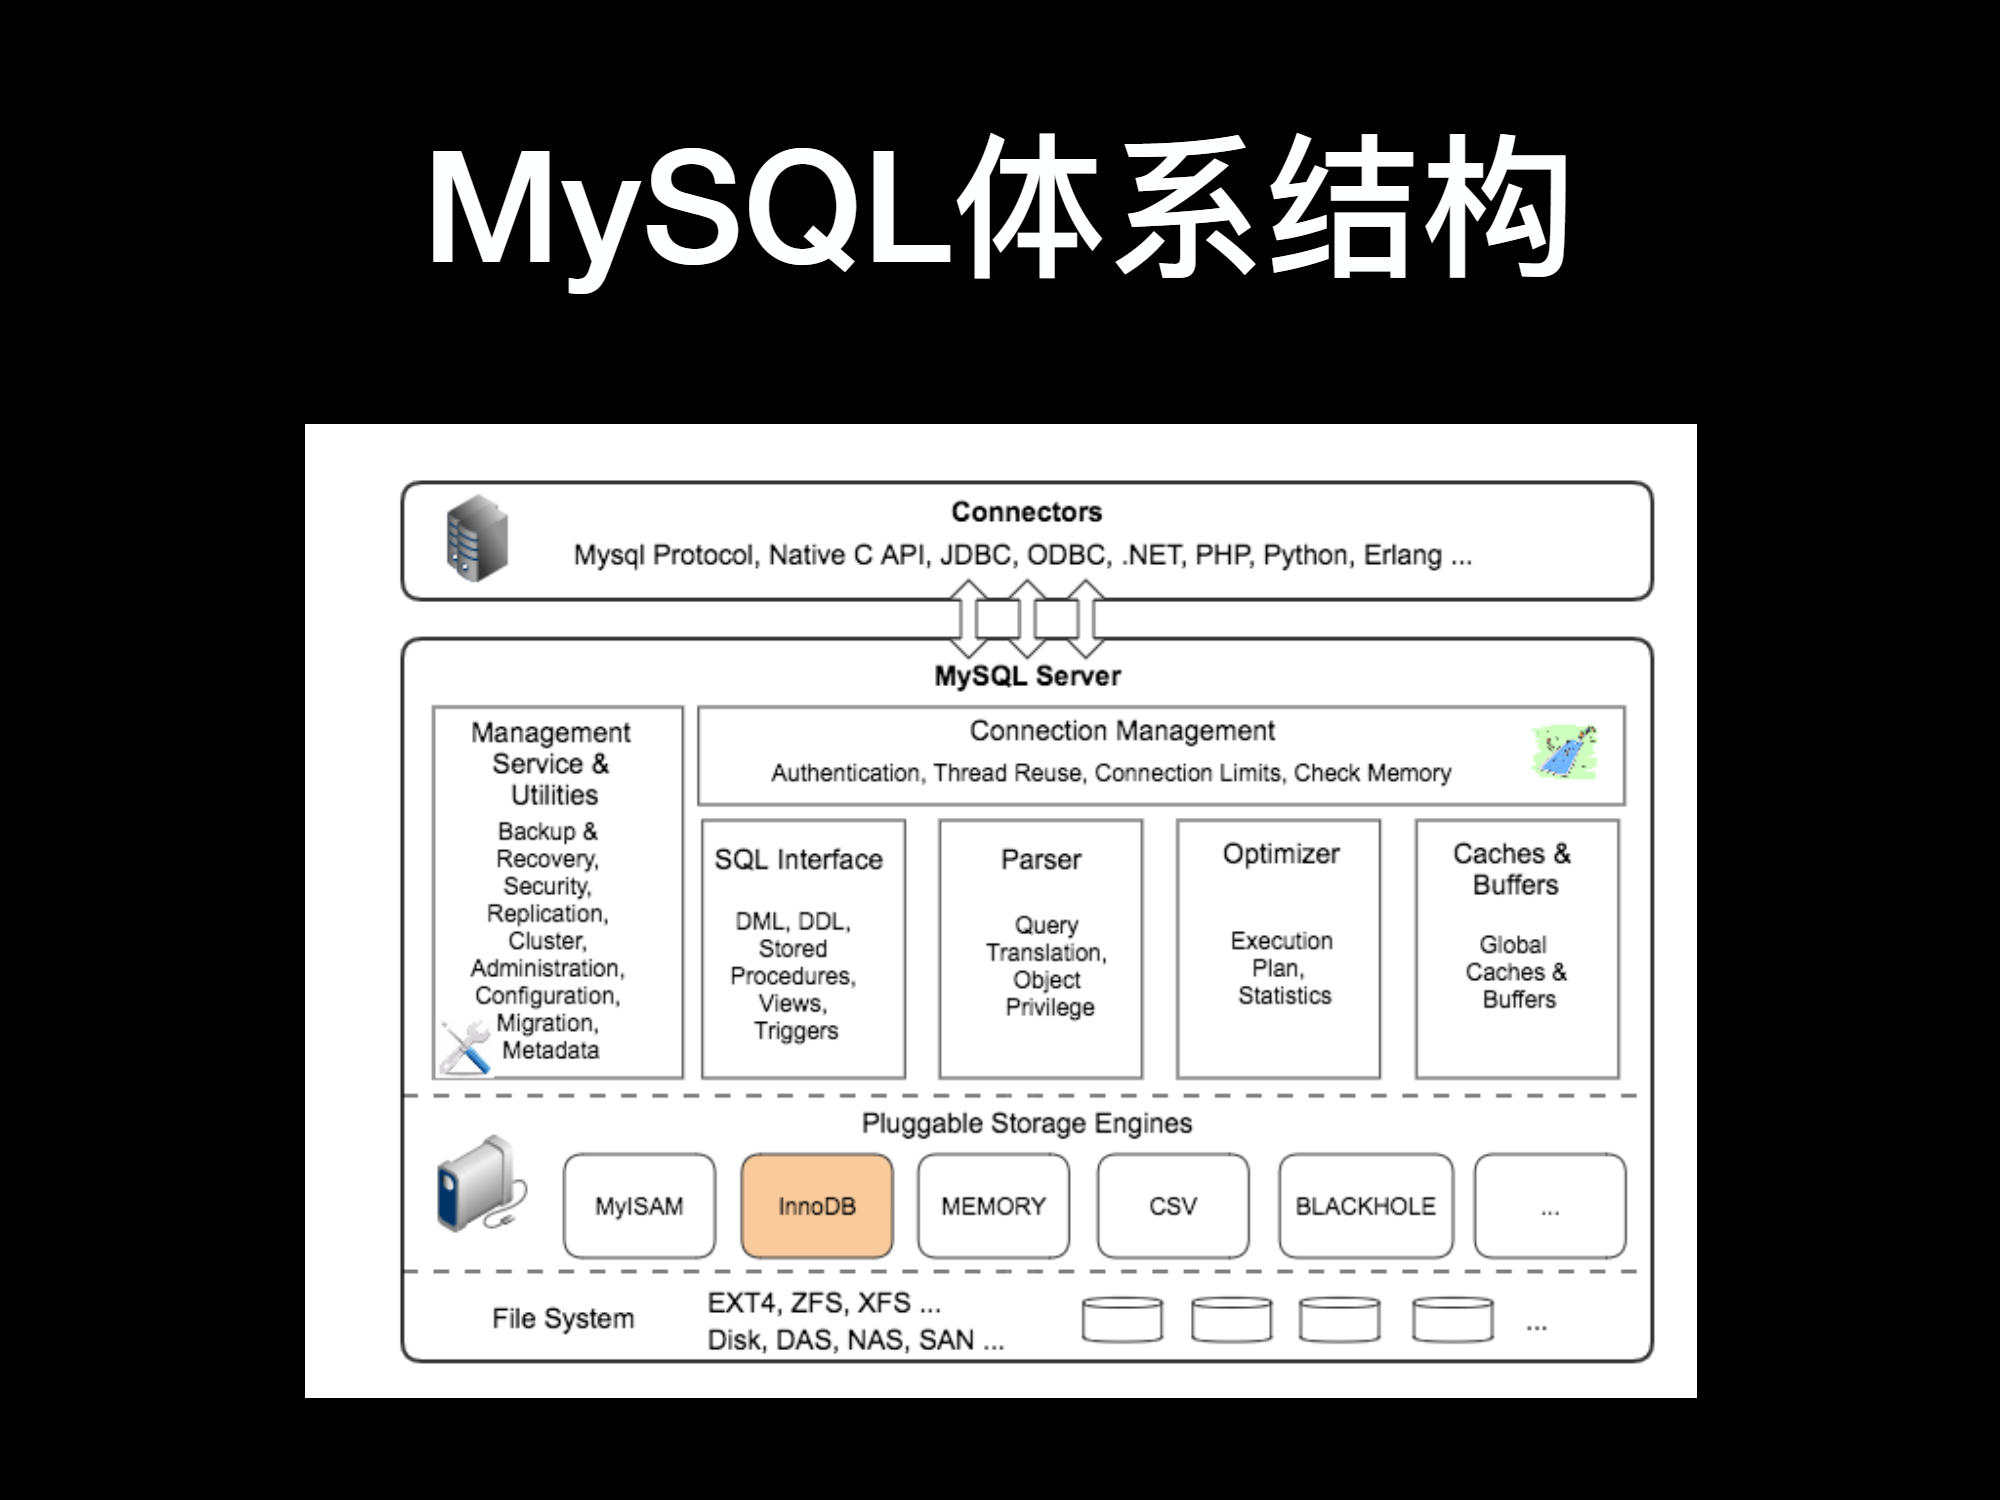 MySQL体系结构
Connectors
Mysql Protocol, Native C API, JDBC, ODBC, .NET, PHP, Python, Erlang ...
MySQL Server
Management
Service &
Utilities
Backup &
Recovery,
Security,
Replication,
Cluster,
Administration,
Configuration,
Migration,
Metadata
Connection Management
Authentication, Thread Reuse, Connection Limits, Check Memory
SQL Interface
DML, DDL,
Stored
Procedures,
Views,
Triggers
Parser
Query
Translation,
Object
Privilege
Optimizer
Execution
Plan,
Statistics
Caches &
Buffers
Global
Caches &
Buffers
Pluggable Storage Engines
MyISAM
InnoDB
MEMORY
CSV
BLACKHOLE
...
File System
EXT4, ZFS, XFS ...
Disk, DAS, NAS, SAN ...
...